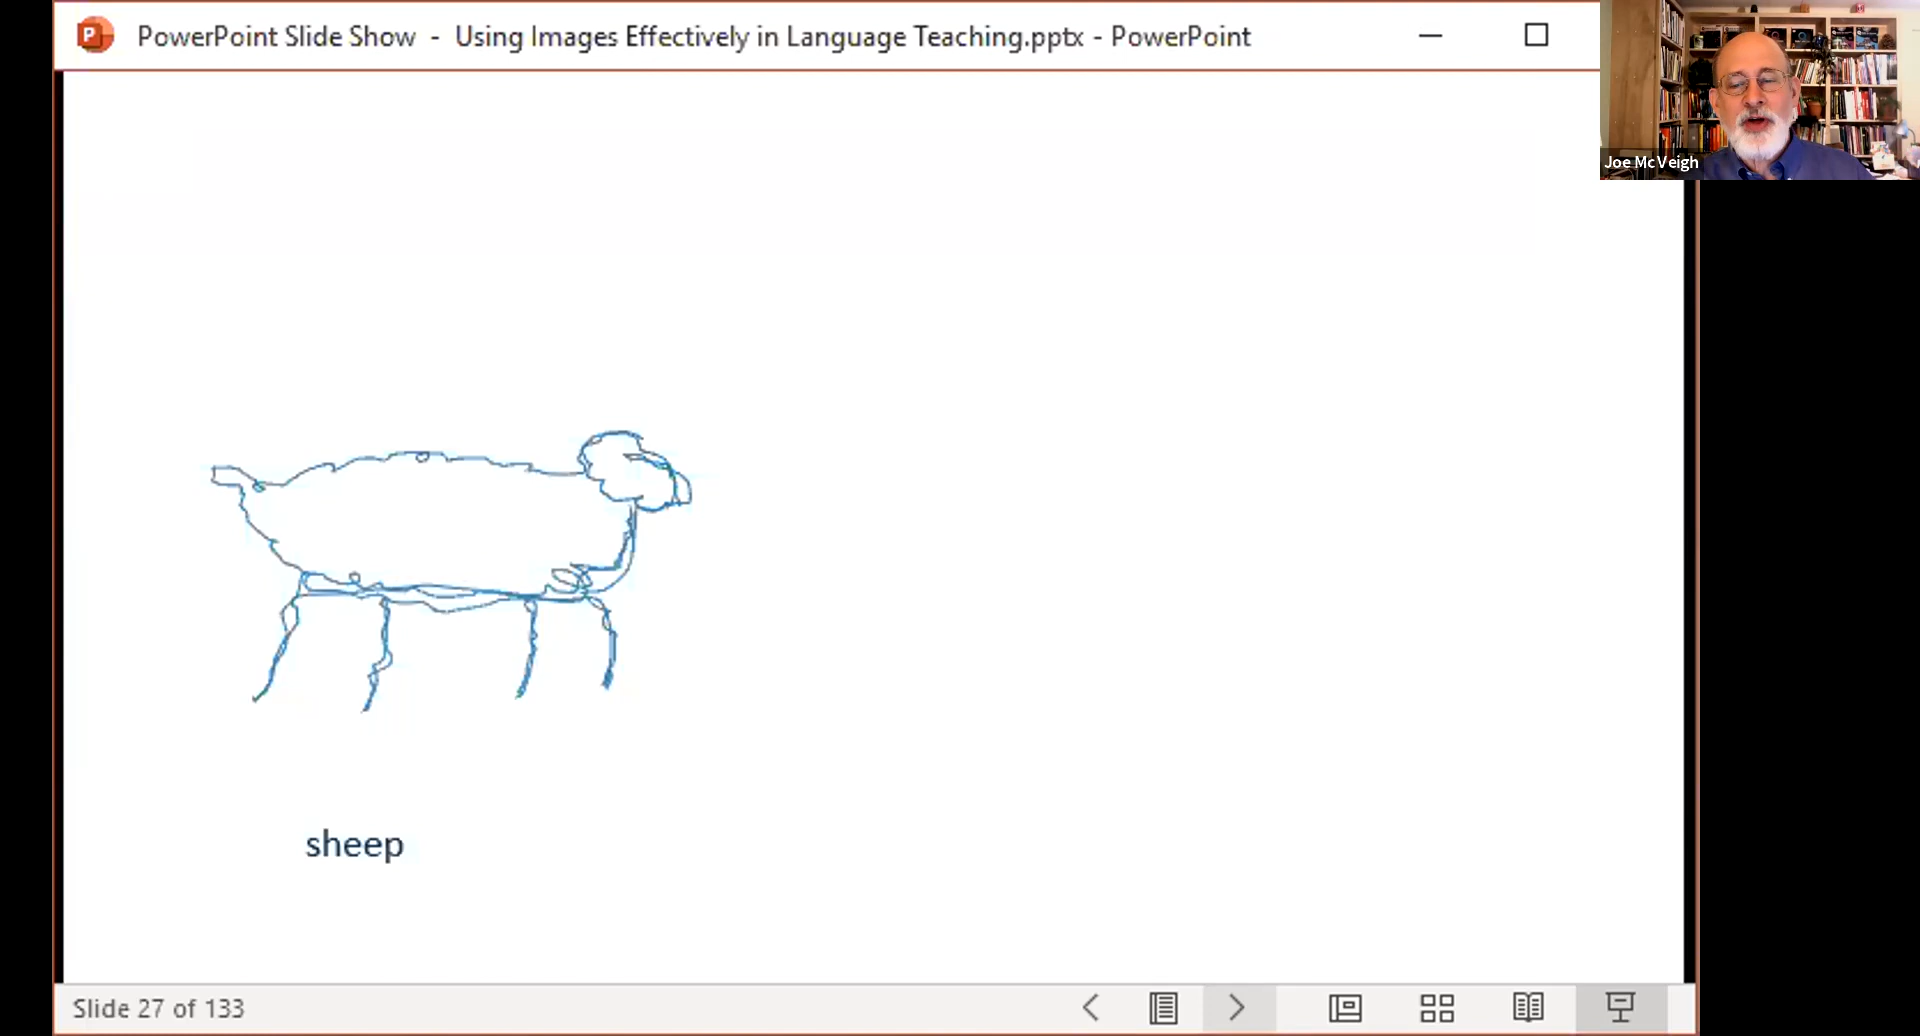 PowerPoint Slide Show - Using Images Effectively in Language Teaching.pptx - PowerPoint
Joe McVeigh
sheep
Slide 27 of 133